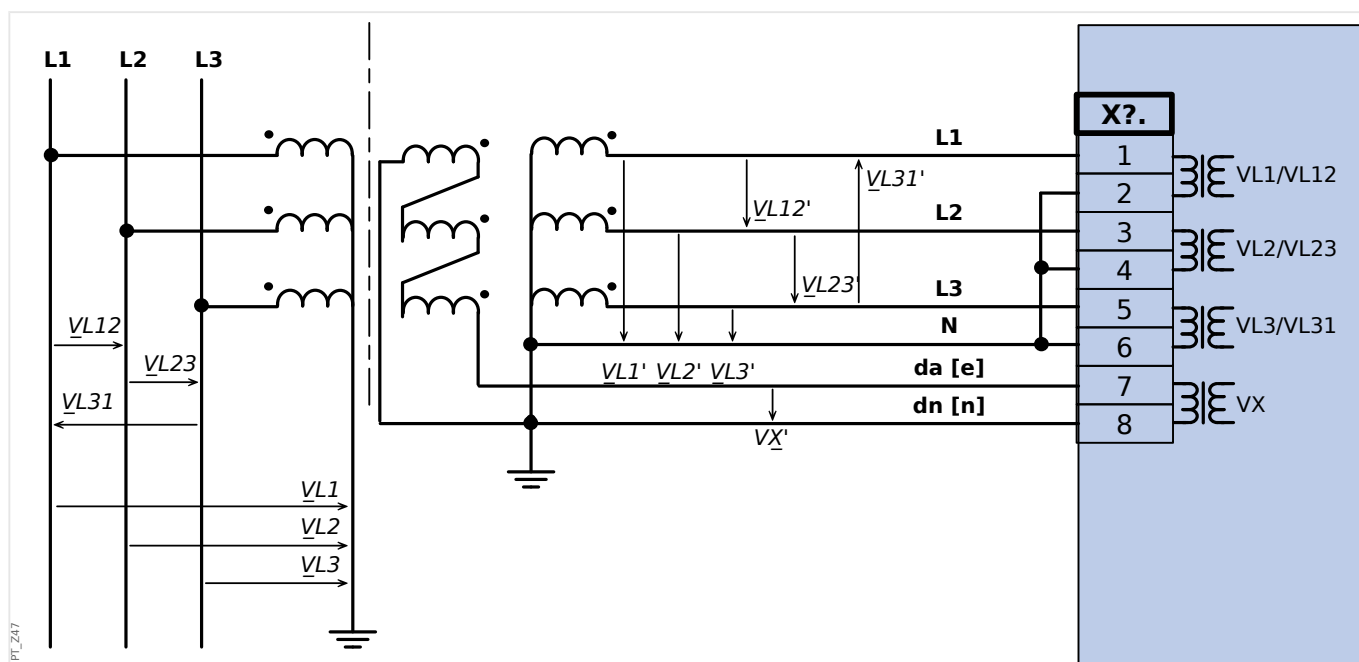 L1 L2 L3
X?.
L1
1
VL31'
VL1/VL12
2
VL12'
L2
3
VL2/VL23
4
VL23'
L3
5
N
VL3/VL31
6
VL12
VL23
VL1' VL2' VL3'
da [e]
7
VL31
dn [n]
VX
8
VX'
VL1
VL2
VL3
PT_Z47